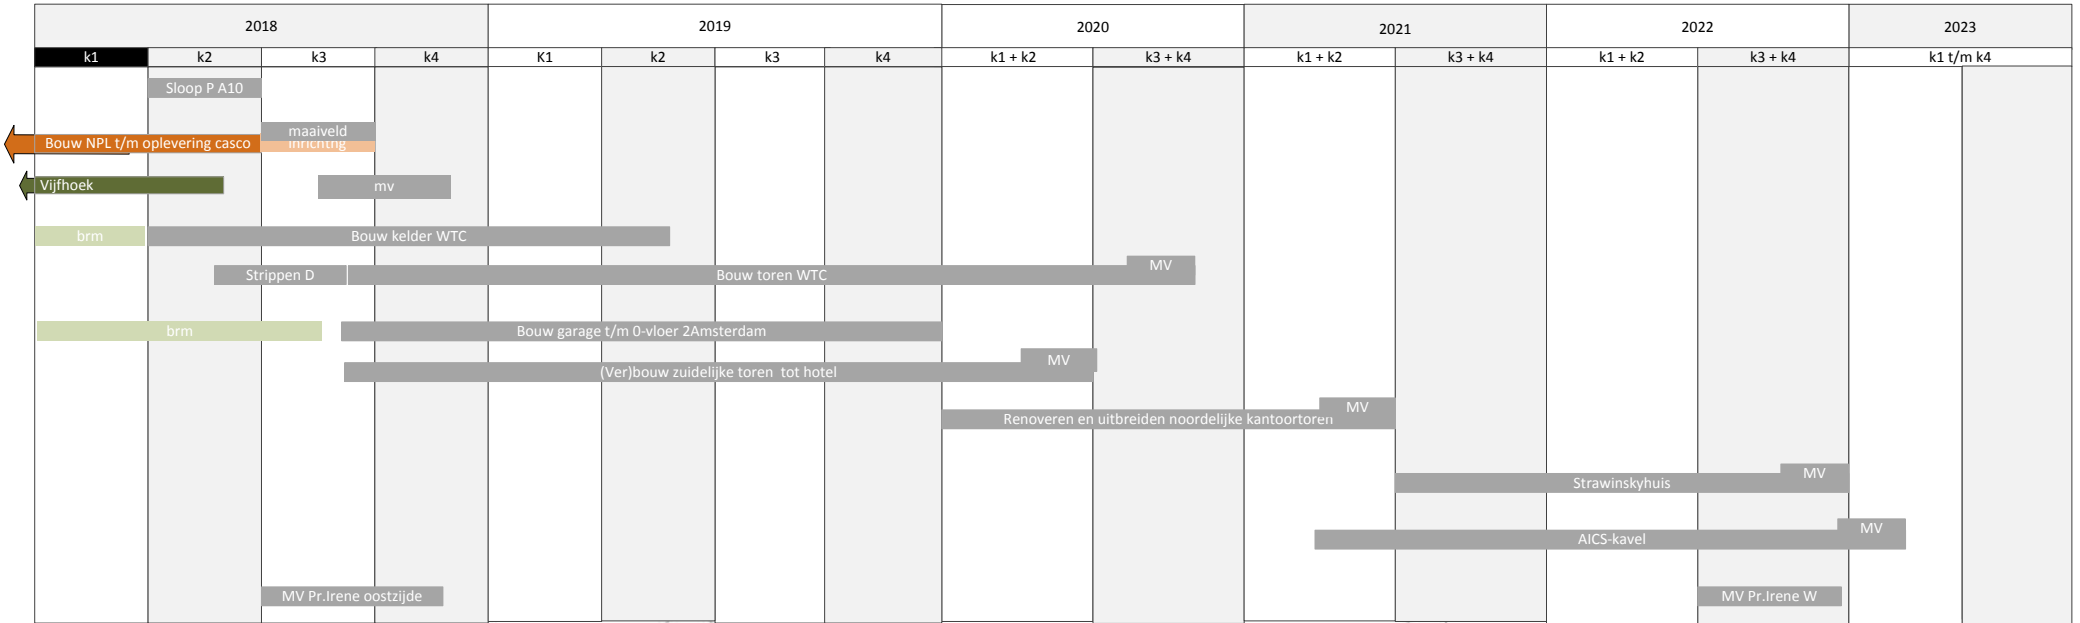 2018 2019 2020 2021 2022 2023
k1 k2 k3 k4 K1 k2 k3 k4 k1 + k2 k3 + k4 k1 + k2 k3 + k4 k1 + k2 k3 + k4 k1 t/m k4
Sloop P A10
maaiveld
Bouw NPL t/m oplevering casco inrichtng
Vijfhoek mv
brm Bouw kelder WTC
MV
Strippen D Bouw toren WTC
brm Bouw garage t/m 0-vloer 2Amsterdam
MV
(Ver)bouw zuidelijke toren tot hotel
MV
Renoveren en uitbreiden noordelijke kantoortoren
MV
Strawinskyhuis
MV
AICS-kavel
MV Pr.Irene oostzijde MV Pr.Irene W